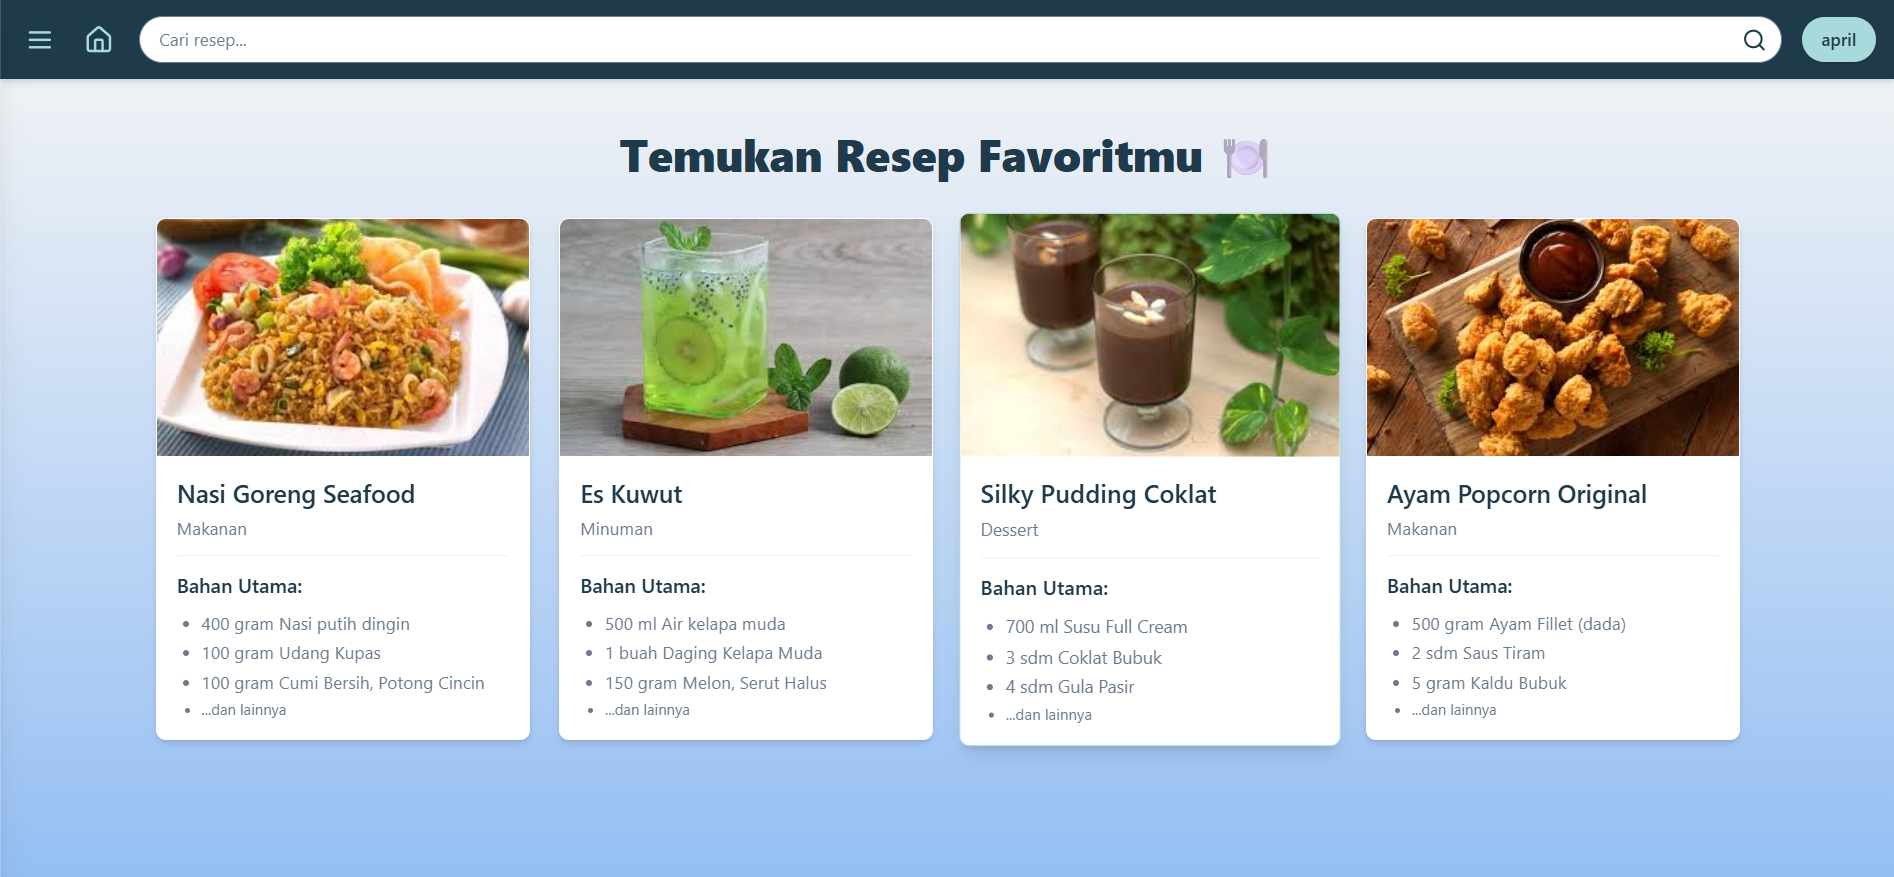 Cari resep...
april
Temukan Resep Favoritmu 🍽️
Nasi Goreng Seafood
Makanan
Bahan Utama:
400 gram Nasi putih dingin
100 gram Udang Kupas
100 gram Cumi Bersih, Potong Cincin
...dan lainnya
Es Kuwut
Minuman
Bahan Utama:
500 ml Air kelapa muda
1 buah Daging Kelapa Muda
150 gram Melon, Serut Halus
...dan lainnya
Silky Pudding Coklat
Dessert
Bahan Utama:
700 ml Susu Full Cream
3 sdm Coklat Bubuk
4 sdm Gula Pasir
...dan lainnya
Ayam Popcorn Original
Makanan
Bahan Utama:
500 gram Ayam Fillet (dada)
2 sdm Saus Tiram
5 gram Kaldu Bubuk
...dan lainnya